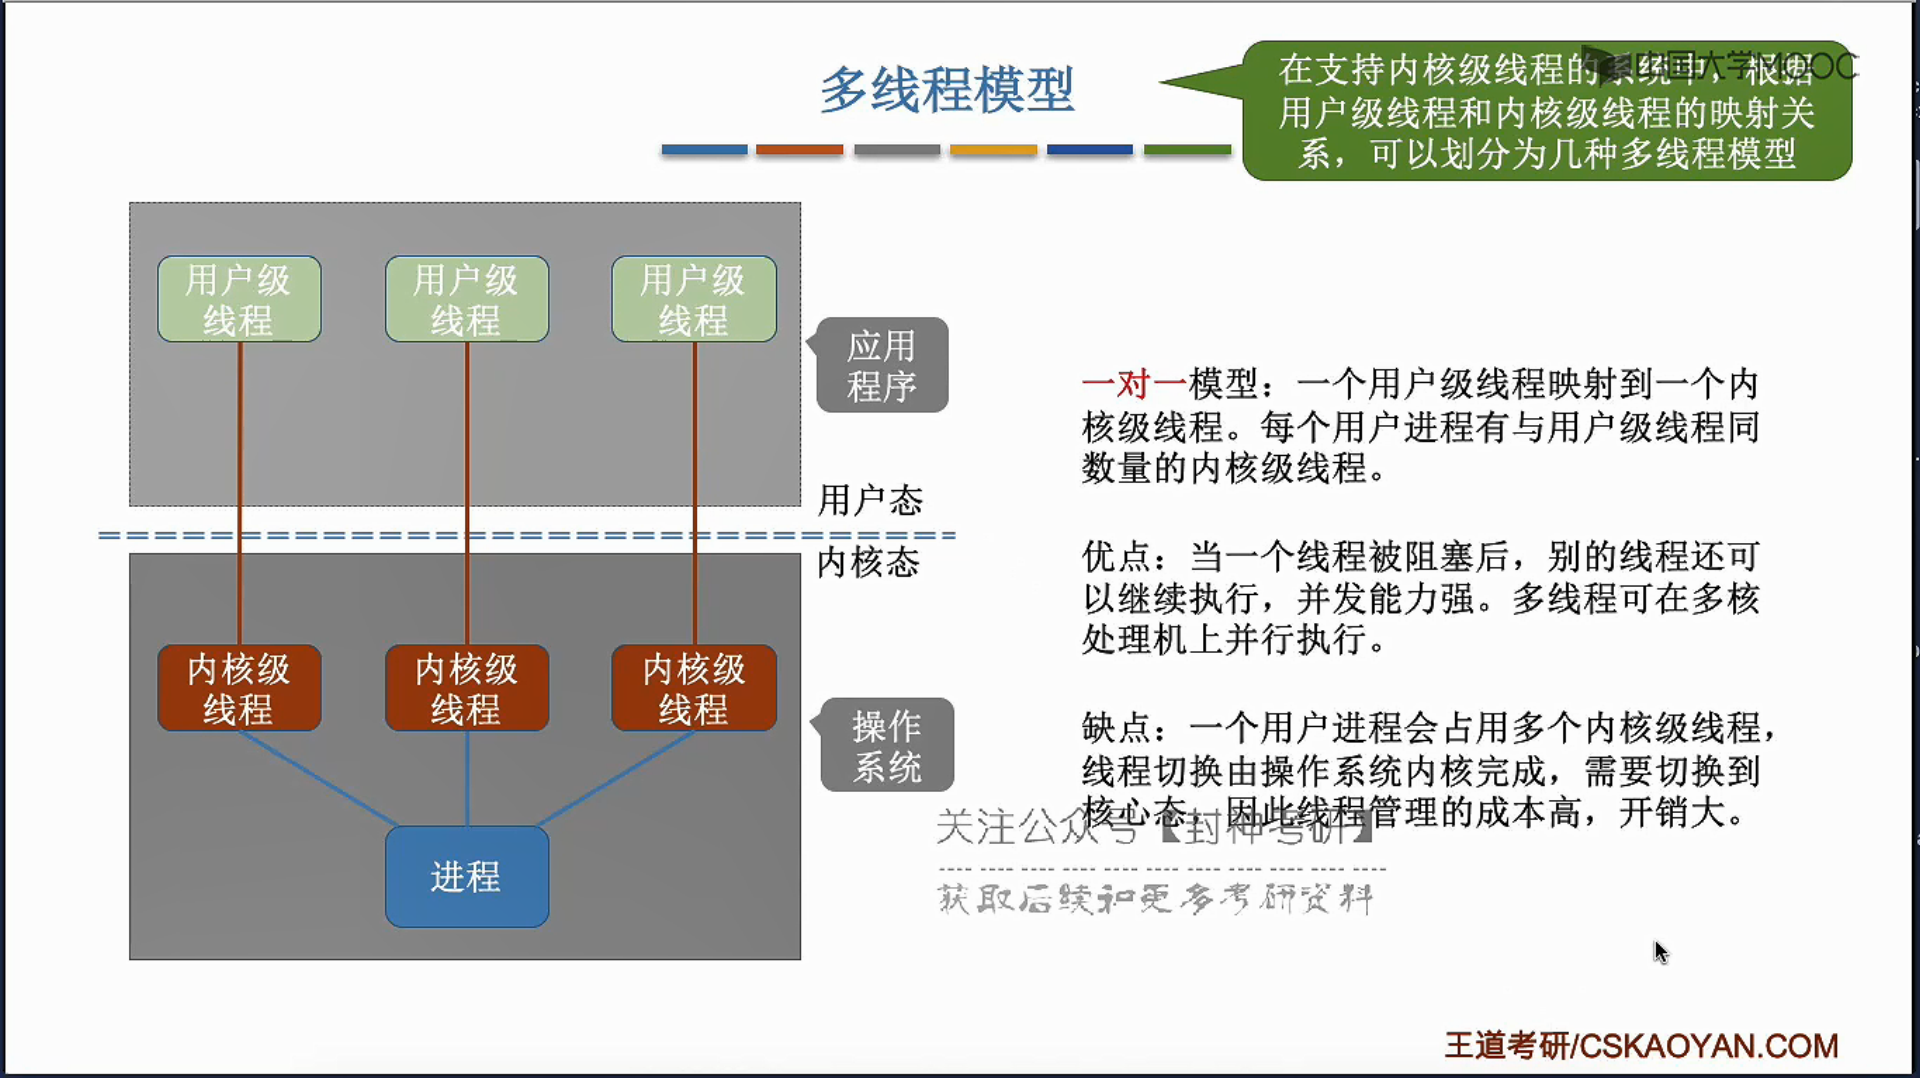 多线程模型
在支持内核级线程的系统中，根据
用户级线程和内核级线程的映射关
系，可以划分为几种多线程模型
中国大学MOOC
用户级
线程
用户级
线程
用户级
线程
应用
程序
用户态
内核态
内核级
线程
内核级
线程
内核级
线程
操作
系统
进程
一对一模型：一个用户级线程映射到一个内
核级线程。每个用户进程有与用户级线程同
数量的内核级线程。
优点：当一个线程被阻塞后，别的线程还可
以继续执行，并发能力强。多线程可在多核
处理机上并行执行。
缺点：一个用户进程会占用多个内核级线程，
线程切换由操作系统内核完成，需要切换到
核心态，因此线程管理的成本高，开销大。
关注公众号【封神考研】
获取后续和更多考研资料
王道考研/CSKAOYAN.COM